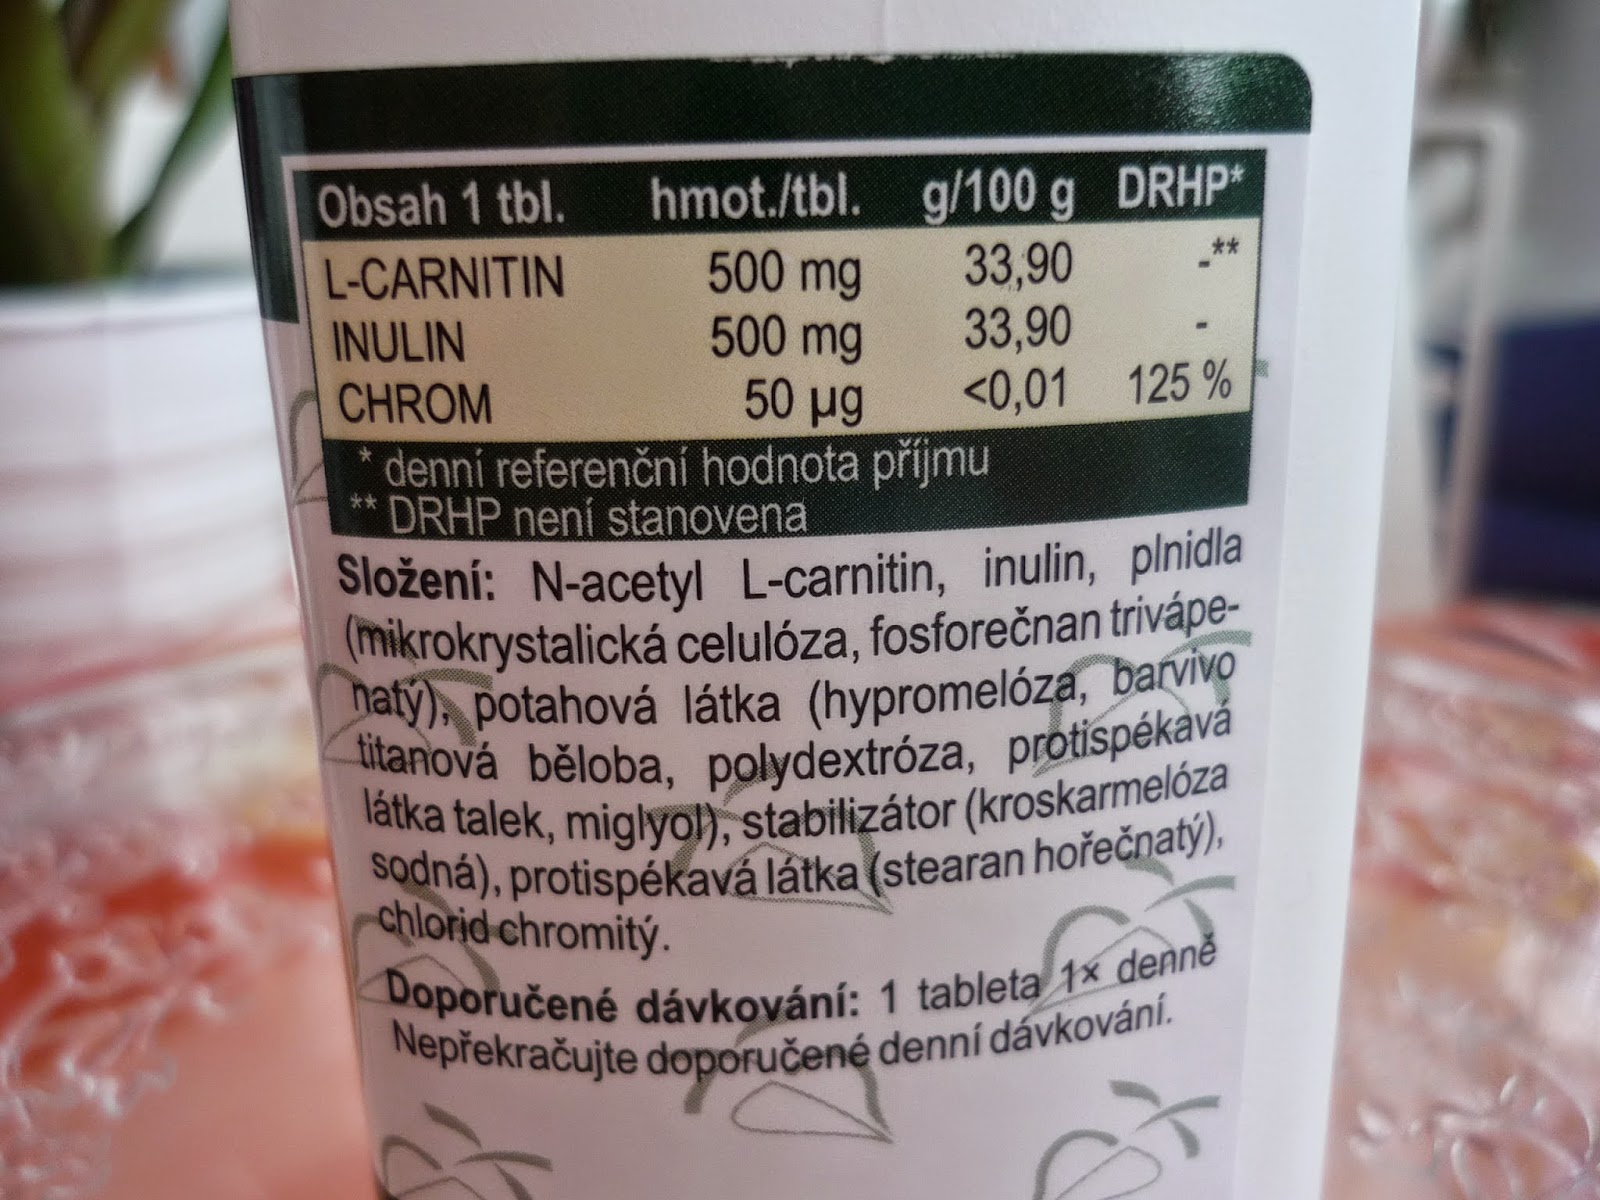 Obsah 1 tbl. hmot./tbl. g/100 g DRHP*
L-CARNITIN 500 mg 33,90 -**
INULIN 500 mg 33,90 -
CHROM 50 µg <0,01 125 %
* denní referenční hodnota příjmu
** DRHP není stanovena
Složení: N-acetyl L-carnitin, inulin, plnidla
(mikrokrystalická celulóza, fosforečnan trivápe-
natý), potahová látka (hypromelóza, barvivo
titanová běloba, polydextróza, protispékavá
látka talek, miglyol), stabilizátor (kroskarmelóza
sodná), protispékavá látka (stearan hořečnatý),
chlorid chromitý.
Doporučené dávkování: 1 tableta 1× denně
Nepřekračujte doporučené denní dávkování.